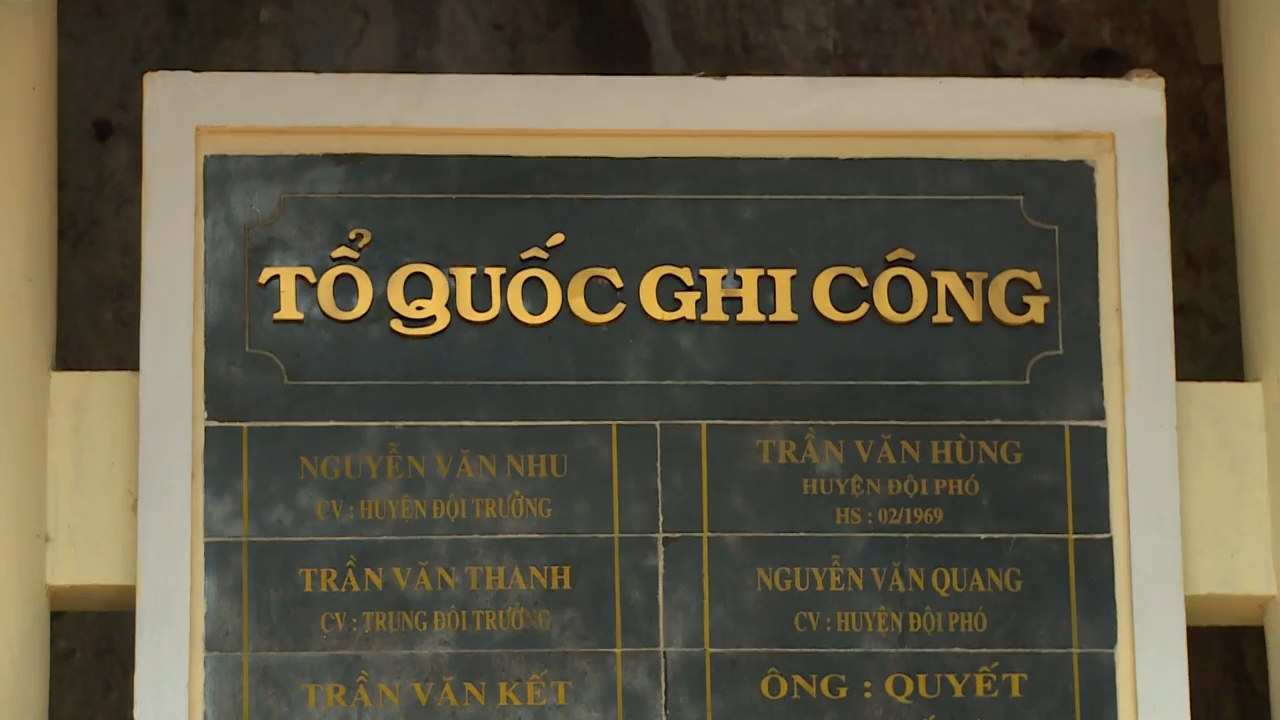 TỔ QUỐC GHI CÔNG
NGUYỄN VĂN NHU
CV : HUYỆN ĐỘI TRƯỞNG
TRẦN VĂN HÙNG
HUYỆN ĐỘI PHÓ
HS : 02/1969
TRẦN VĂN THANH
CV : TRUNG ĐỘI TRƯỞNG
NGUYỄN VĂN QUANG
CV : HUYỆN ĐỘI PHÓ
TRẦN VĂN KẾT
ÔNG : QUYẾT